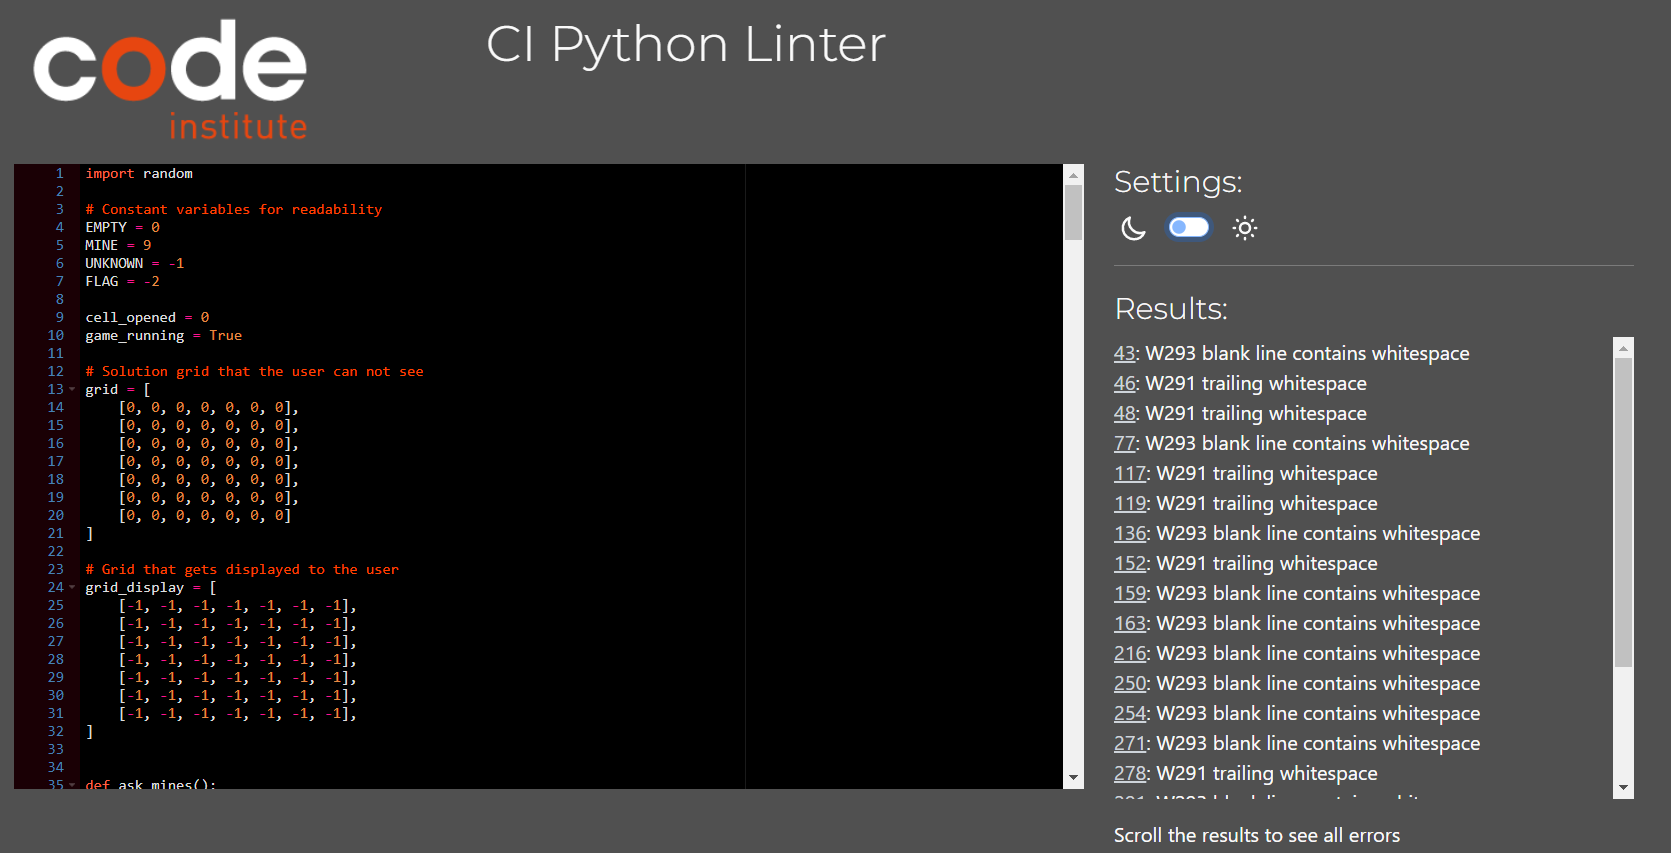 code
institute
CI Python Linter
1 import random
2
3 # Constant variables for readability
4 EMPTY = 0
5 MINE = 9
6 UNKNOWN = -1
7 FLAG = -2
8
9 cell_opened = 0
10 game_running = True
11
12 # Solution grid that the user can not see
13 grid = [
14 [0, 0, 0, 0, 0, 0, 0],
15 [0, 0, 0, 0, 0, 0, 0],
16 [0, 0, 0, 0, 0, 0, 0],
17 [0, 0, 0, 0, 0, 0, 0],
18 [0, 0, 0, 0, 0, 0, 0],
19 [0, 0, 0, 0, 0, 0, 0],
20 [0, 0, 0, 0, 0, 0, 0]
21 ]
22
23 # Grid that gets displayed to the user
24 grid_display = [
25 [-1, -1, -1, -1, -1, -1, -1],
26 [-1, -1, -1, -1, -1, -1, -1],
27 [-1, -1, -1, -1, -1, -1, -1],
28 [-1, -1, -1, -1, -1, -1, -1],
29 [-1, -1, -1, -1, -1, -1, -1],
30 [-1, -1, -1, -1, -1, -1, -1],
31 [-1, -1, -1, -1, -1, -1, -1],
32 ]
33
34
35 def ask_mines():
Settings:
Results:
43: W293 blank line contains whitespace
46: W291 trailing whitespace
48: W291 trailing whitespace
77: W293 blank line contains whitespace
117: W291 trailing whitespace
119: W291 trailing whitespace
136: W293 blank line contains whitespace
152: W291 trailing whitespace
159: W293 blank line contains whitespace
163: W293 blank line contains whitespace
216: W293 blank line contains whitespace
250: W293 blank line contains whitespace
254: W293 blank line contains whitespace
271: W293 blank line contains whitespace
278: W291 trailing whitespace
Scroll the results to see all errors